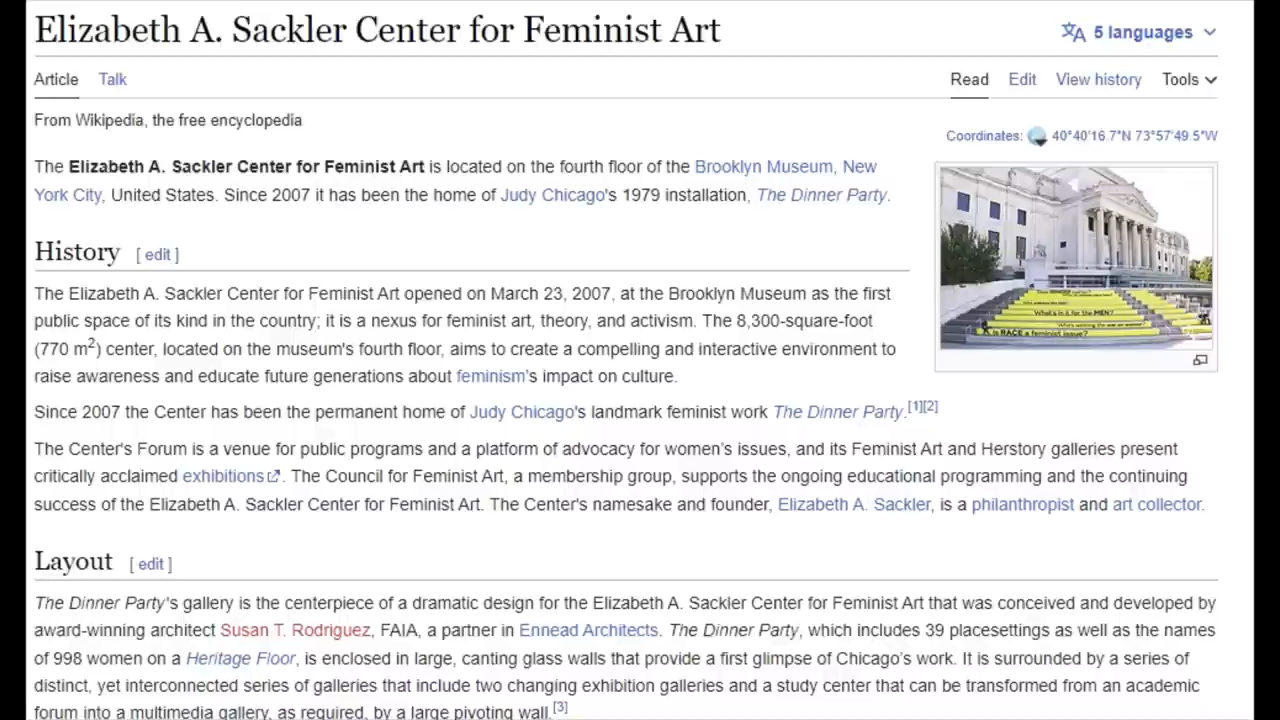 Elizabeth A. Sackler Center for Feminist Art
5 languages
Article Talk
Read Edit View history Tools
From Wikipedia, the free encyclopedia
Coordinates: 40°40′16.7″N 73°57′49.5″W
The Elizabeth A. Sackler Center for Feminist Art is located on the fourth floor of the Brooklyn Museum, New
York City, United States. Since 2007 it has been the home of Judy Chicago's 1979 installation, The Dinner Party.
What's in it for the MEN?
Is RACE a feminist issue?
History [ edit ]
The Elizabeth A. Sackler Center for Feminist Art opened on March 23, 2007, at the Brooklyn Museum as the first
public space of its kind in the country; it is a nexus for feminist art, theory, and activism. The 8,300-square-foot
(770 m2) center, located on the museum's fourth floor, aims to create a compelling and interactive environment to
raise awareness and educate future generations about feminism's impact on culture.
Since 2007 the Center has been the permanent home of Judy Chicago's landmark feminist work The Dinner Party.[1][2]
The Center's Forum is a venue for public programs and a platform of advocacy for women's issues, and its Feminist Art and Herstory galleries present
critically acclaimed exhibitions. The Council for Feminist Art, a membership group, supports the ongoing educational programming and the continuing
success of the Elizabeth A. Sackler Center for Feminist Art. The Center's namesake and founder, Elizabeth A. Sackler, is a philanthropist and art collector.
Layout [ edit ]
The Dinner Party's gallery is the centerpiece of a dramatic design for the Elizabeth A. Sackler Center for Feminist Art that was conceived and developed by
award-winning architect Susan T. Rodriguez, FAIA, a partner in Ennead Architects. The Dinner Party, which includes 39 placesettings as well as the names
of 998 women on a Heritage Floor, is enclosed in large, canting glass walls that provide a first glimpse of Chicago's work. It is surrounded by a series of
distinct, yet interconnected series of galleries that include two changing exhibition galleries and a study center that can be transformed from an academic
forum into a multimedia gallery, as required, by a large pivoting wall.[3]